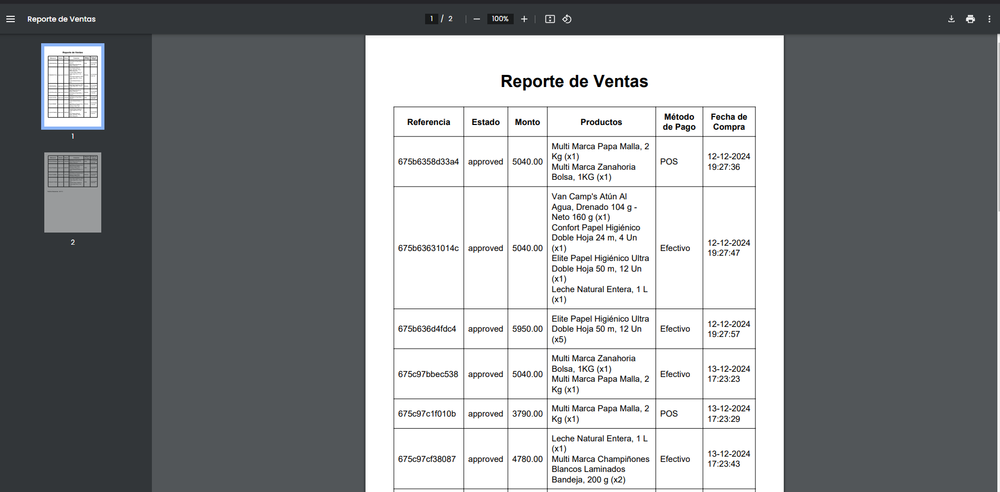 Reporte de Ventas
1 / 2
100%
1
2
Reporte de Ventas
Referencia Estado Monto Productos Método de Pago Fecha de Compra
675b6358d33a4 approved 5040.00 Multi Marca Papa Malla, 2
Kg (x1)
Multi Marca Zanahoria
Bolsa, 1KG (x1)
POS 12-12-2024
19:27:36
675b63631014c approved 5040.00 Van Camp's Atún Al
Agua, Drenado 104 g -
Neto 160 g (x1)
Confort Papel Higiénico
Doble Hoja 24 m, 4 Un
(x1)
Elite Papel Higiénico Ultra
Doble Hoja 50 m, 12 Un
(x1)
Leche Natural Entera, 1 L
(x1)
Efectivo 12-12-2024
19:27:47
675b636d4fdc4 approved 5950.00 Elite Papel Higiénico Ultra
Doble Hoja 50 m, 12 Un
(x5)
Efectivo 12-12-2024
19:27:57
675c97bbec538 approved 5040.00 Multi Marca Zanahoria
Bolsa, 1KG (x1)
Multi Marca Papa Malla, 2
Kg (x1)
Efectivo 13-12-2024
17:23:23
675c97c1f010b approved 3790.00 Multi Marca Papa Malla, 2
Kg (x1)
POS 13-12-2024
17:23:29
675c97cf38087 approved 4780.00 Leche Natural Entera, 1 L
(x1)
Multi Marca Champiñones
Blancos Laminados
Bandeja, 200 g (x2)
Efectivo 13-12-2024
17:23:43